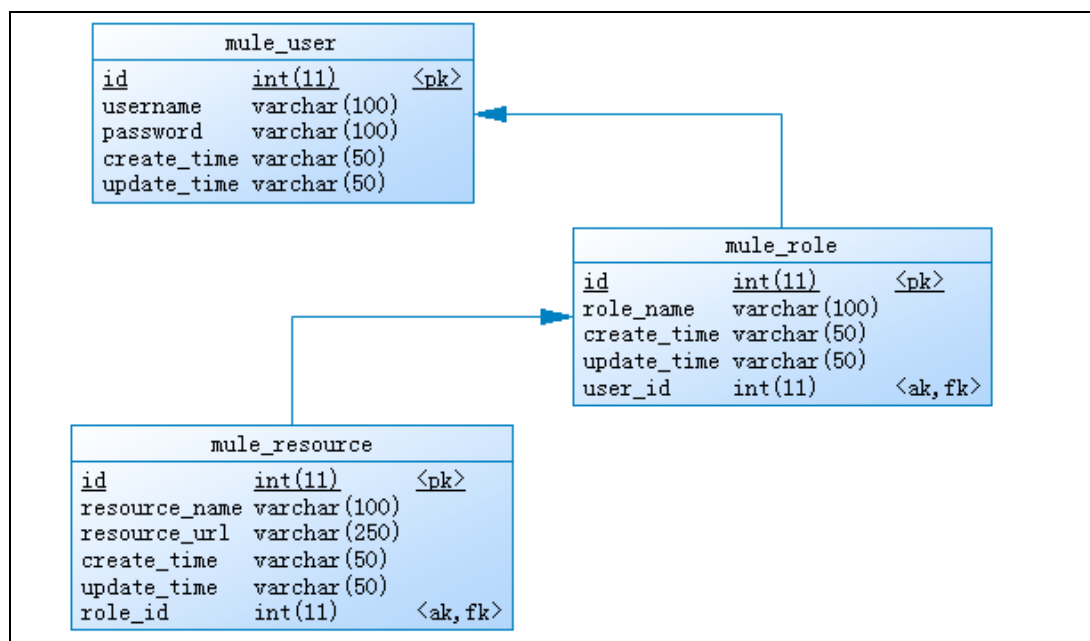 mule_user
id int(11) <pk>
username varchar(100)
password varchar(100)
create_time varchar(50)
update_time varchar(50)
mule_role
id int(11) <pk>
role_name varchar(100)
create_time varchar(50)
update_time varchar(50)
user_id int(11) <ak,fk>
mule_resource
id int(11) <pk>
resource_name varchar(100)
resource_url varchar(250)
create_time varchar(50)
update_time varchar(50)
role_id int(11) <ak,fk>